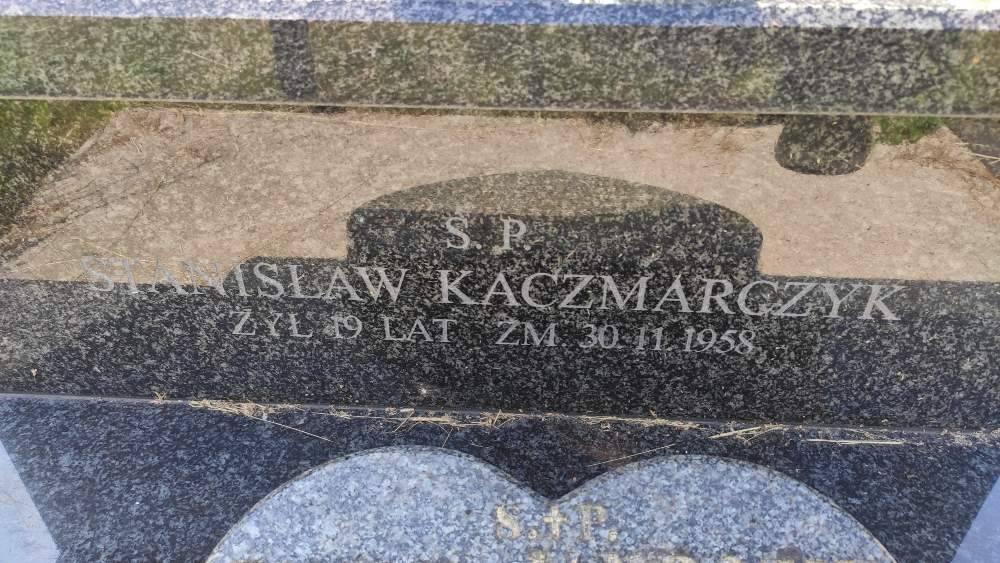 Ś. P.
STANISŁAW KACZMARCZYK
ŻYŁ 19 LAT ZM 30.11.1958
S.†P.